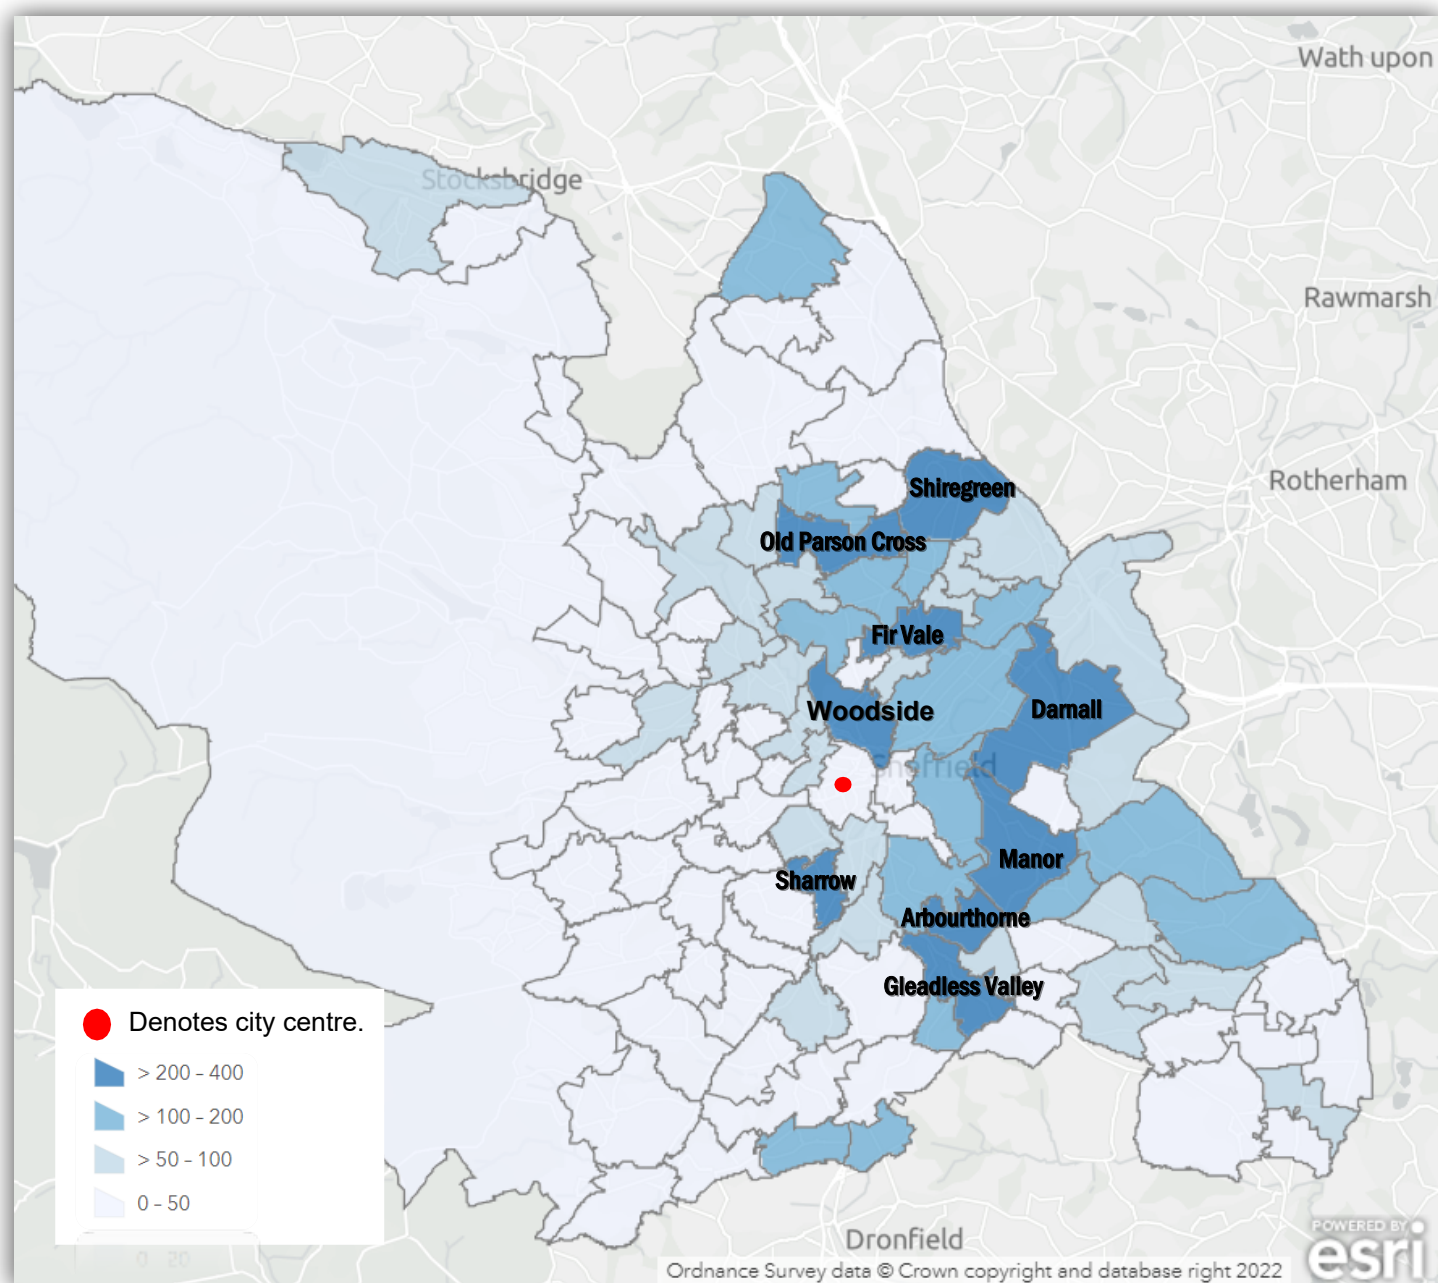 Wath upon
Stocksbridge
Rawmarsh
Rotherham
Shiregreen
Old Parson Cross
Fir Vale
Woodside
Darnall
Sheffield
Manor
Sharrow
Arbourthorne
Gleadless Valley
Denotes city centre.
> 200 - 400
> 100 - 200
> 50 - 100
0 - 50
Dronfield
POWERED BY
esri
Ordnance Survey data © Crown copyright and database right 2022